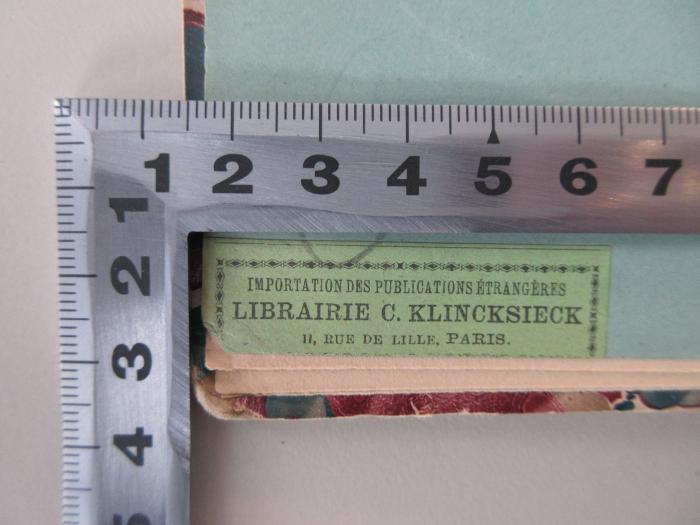 1 2 3 4 5 6 7
1
2
3
4
5
IMPORTATION DES PUBLICATIONS ÉTRANGÈRES
LIBRAIRIE C. KLINCKSIECK
11, RUE DE LILLE, PARIS.